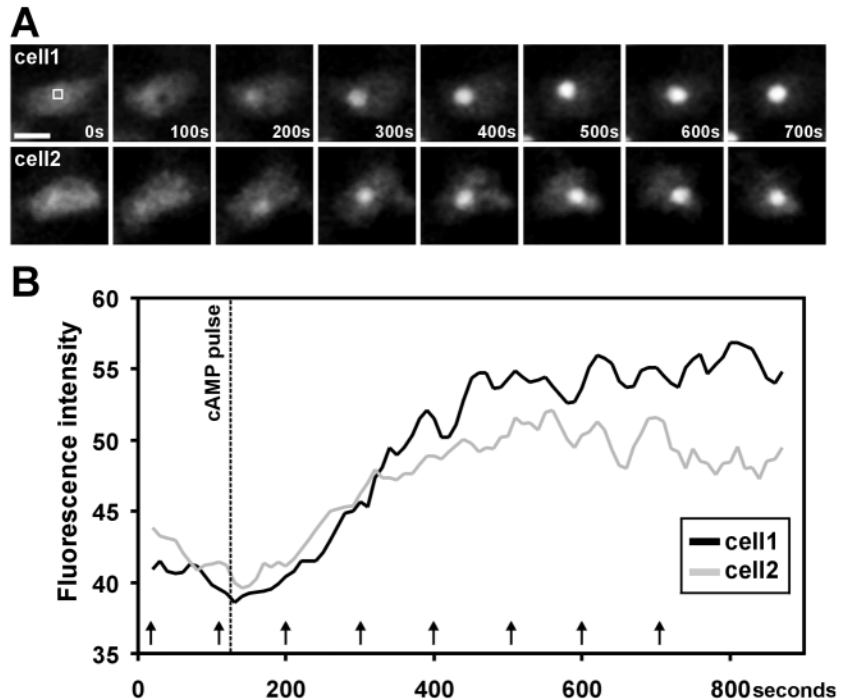 A
cell1
0s
100s
200s
300s
400s
500s
600s
700s
cell2
B
Fluorescence intensity
60
55
50
45
40
35
cAMP pulse
cell1
cell2
0
200
400
600
800 seconds